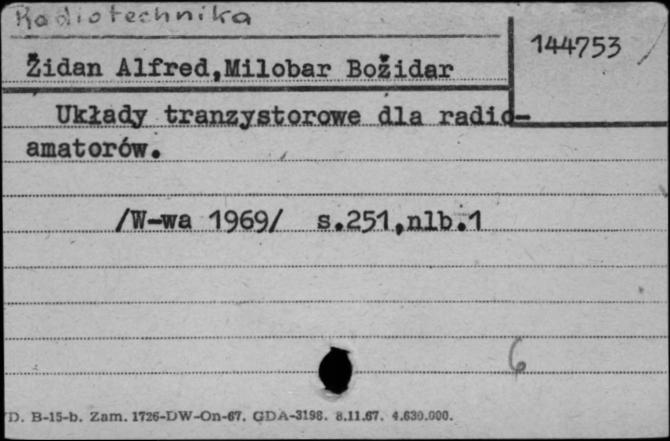 Radiotechnika
144753
Židan Alfred,Milobar Božidar
Układy tranzystorowe dla radio-
amatorów.
/W-wa 1969/ s.251,nlb.1
6
D. B-15-b. Zam. 1726-DW-On-67. GDA-3198. 8.11.67. 4.630.000.